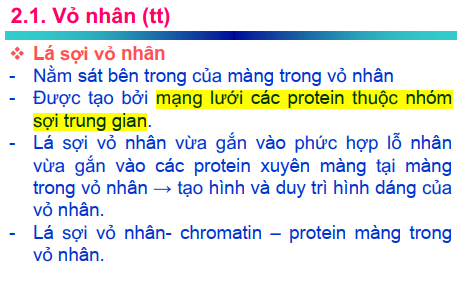 2.1. Vỏ nhân (tt)
❖ Lá sợi vỏ nhân
- Nằm sát bên trong của màng trong vỏ nhân
- Được tạo bởi mạng lưới các protein thuộc nhóm
sợi trung gian.
- Lá sợi vỏ nhân vừa gắn vào phức hợp lỗ nhân
vừa gắn vào các protein xuyên màng tại màng
trong vỏ nhân → tạo hình và duy trì hình dáng của
vỏ nhân.
- Lá sợi vỏ nhân- chromatin – protein màng trong
vỏ nhân.